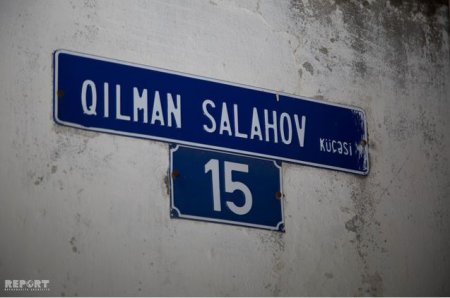 QILMAN SALAHOV KÜÇƏSİ
15
REPORT